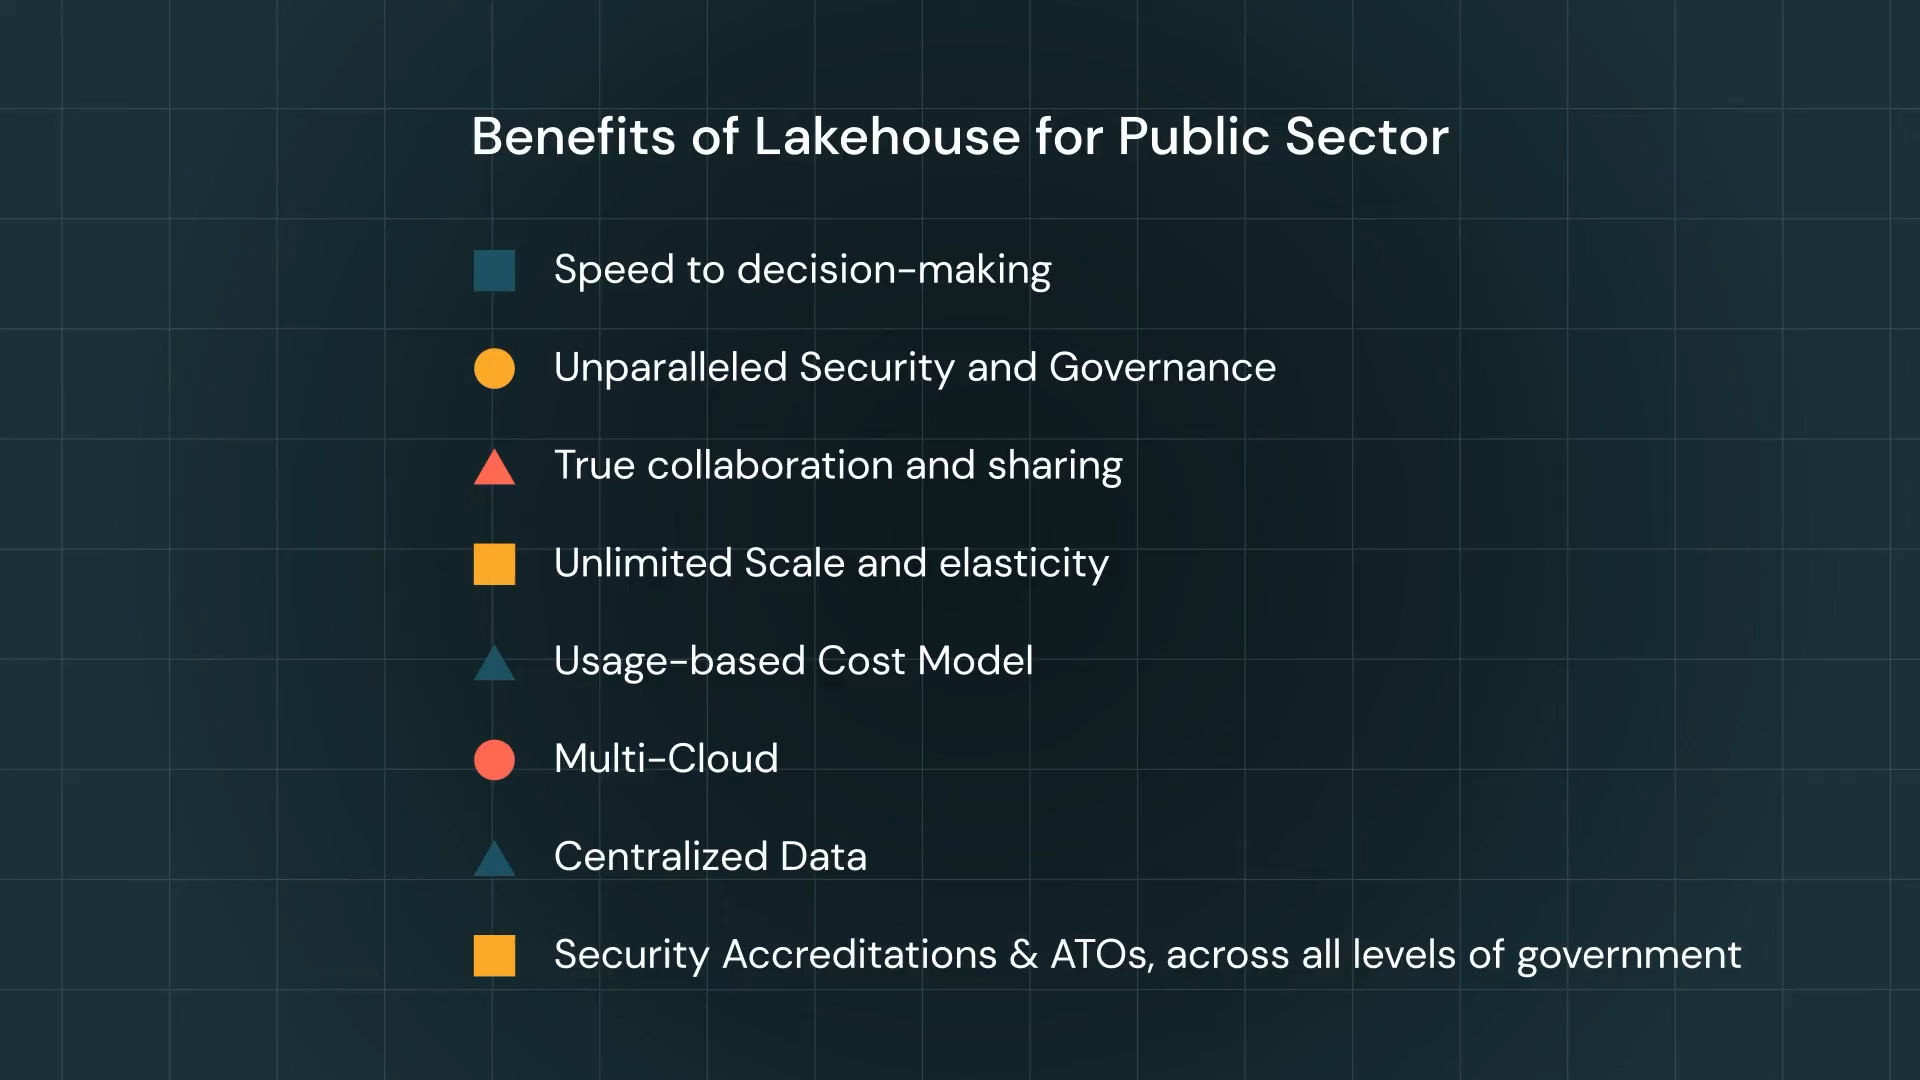 Benefits of Lakehouse for Public Sector
Speed to decision-making
Unparalleled Security and Governance
True collaboration and sharing
Unlimited Scale and elasticity
Usage-based Cost Model
Multi-Cloud
Centralized Data
Security Accreditations & ATOs, across all levels of government